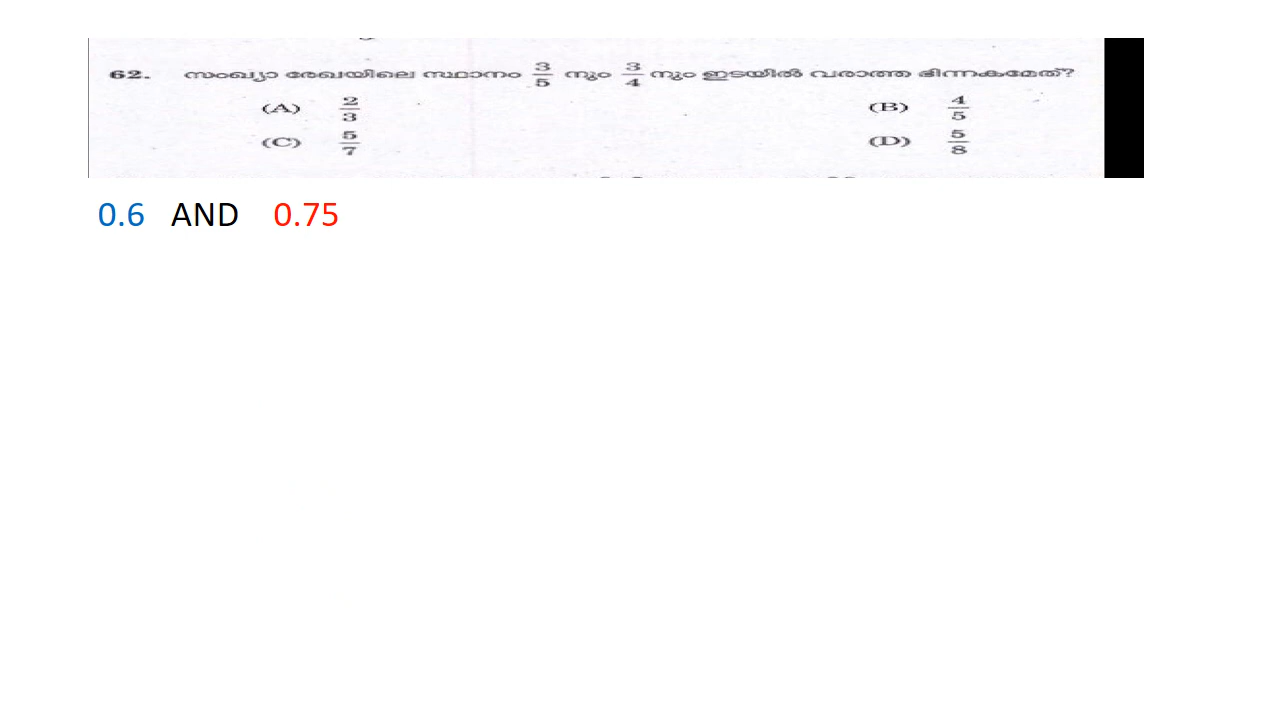 62. സംഖ്യാ രേഖയിലെ സ്ഥാനം 3/5 നും 3/4 നും ഇടയിൽ വരാത്ത ഭിന്നകമേത്?
(A) 2/3 (B) 4/5
(C) 5/7 (D) 5/8
0.6 AND 0.75